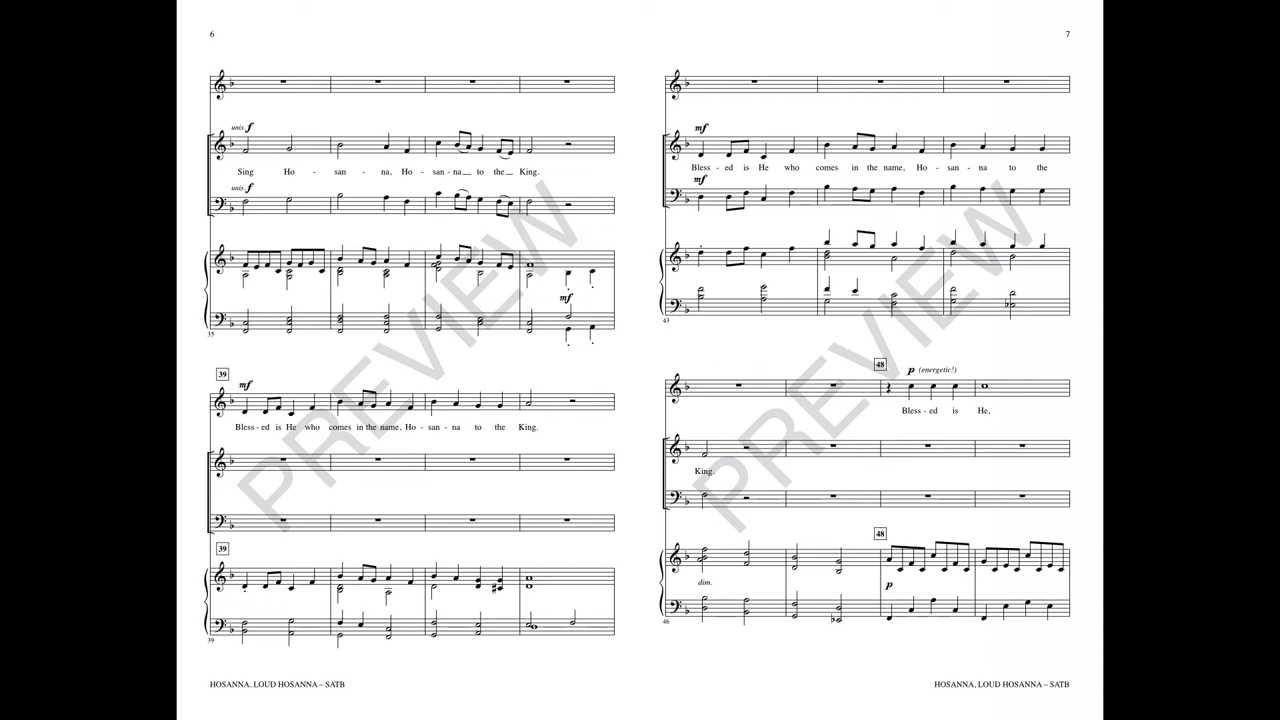 6
unis. f
Sing Ho - san - na, Ho - san - na to the King.
unis. f
mf
35
39
mf
Bless - ed is He who comes in the name, Ho - san - na to the King.
39
39
HOSANNA, LOUD HOSANNA – SATB
7
mf
Bless - ed is He who comes in the name, Ho - san - na to the
mf
43
48
p (energetic!)
Bless - ed is He,
King.
48
dim.
p
46
HOSANNA, LOUD HOSANNA – SATB
PREVIEW
PREVIEW